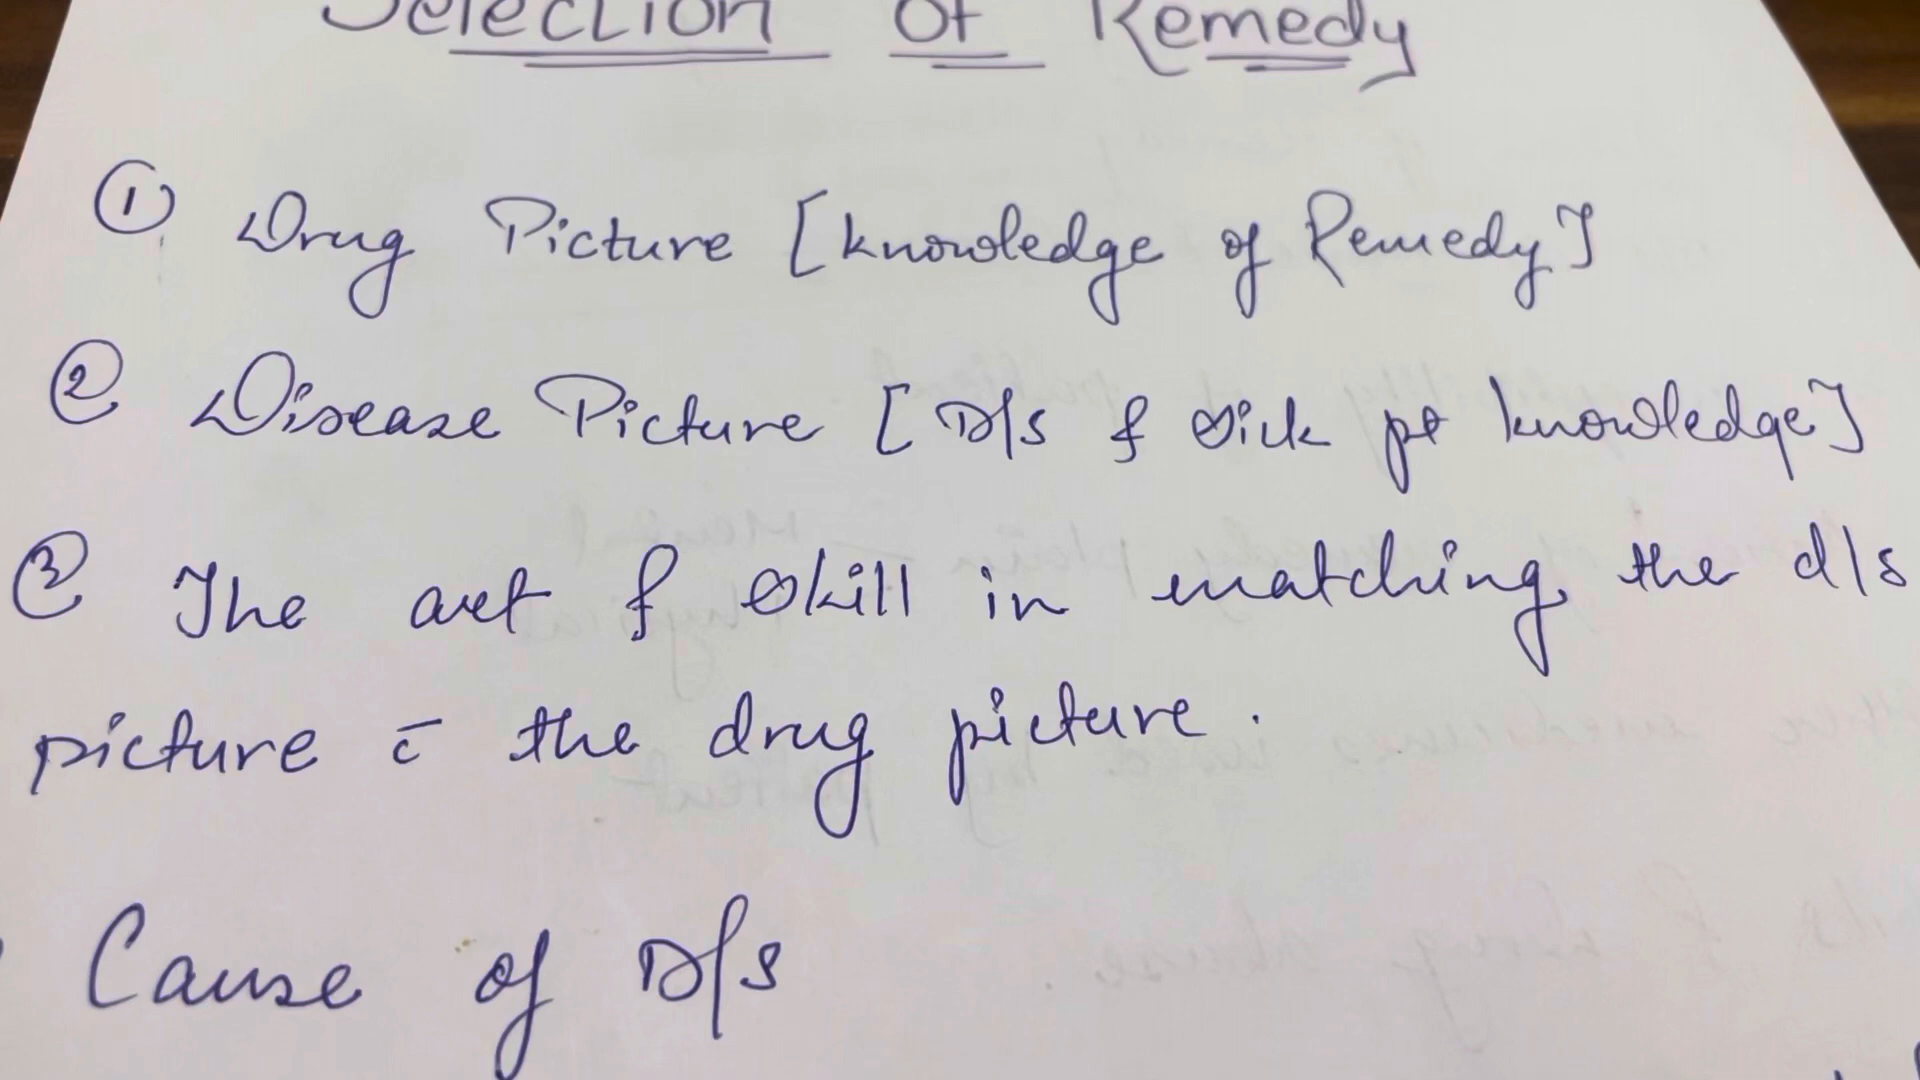 Selection of Remedy
① Drug Picture [knowledge of Remedy]
② Disease Picture [D/s & Sick pt knowledge]
③ The art & Skill in matching the d/s
picture c̄ the drug picture.
Cause of D/s